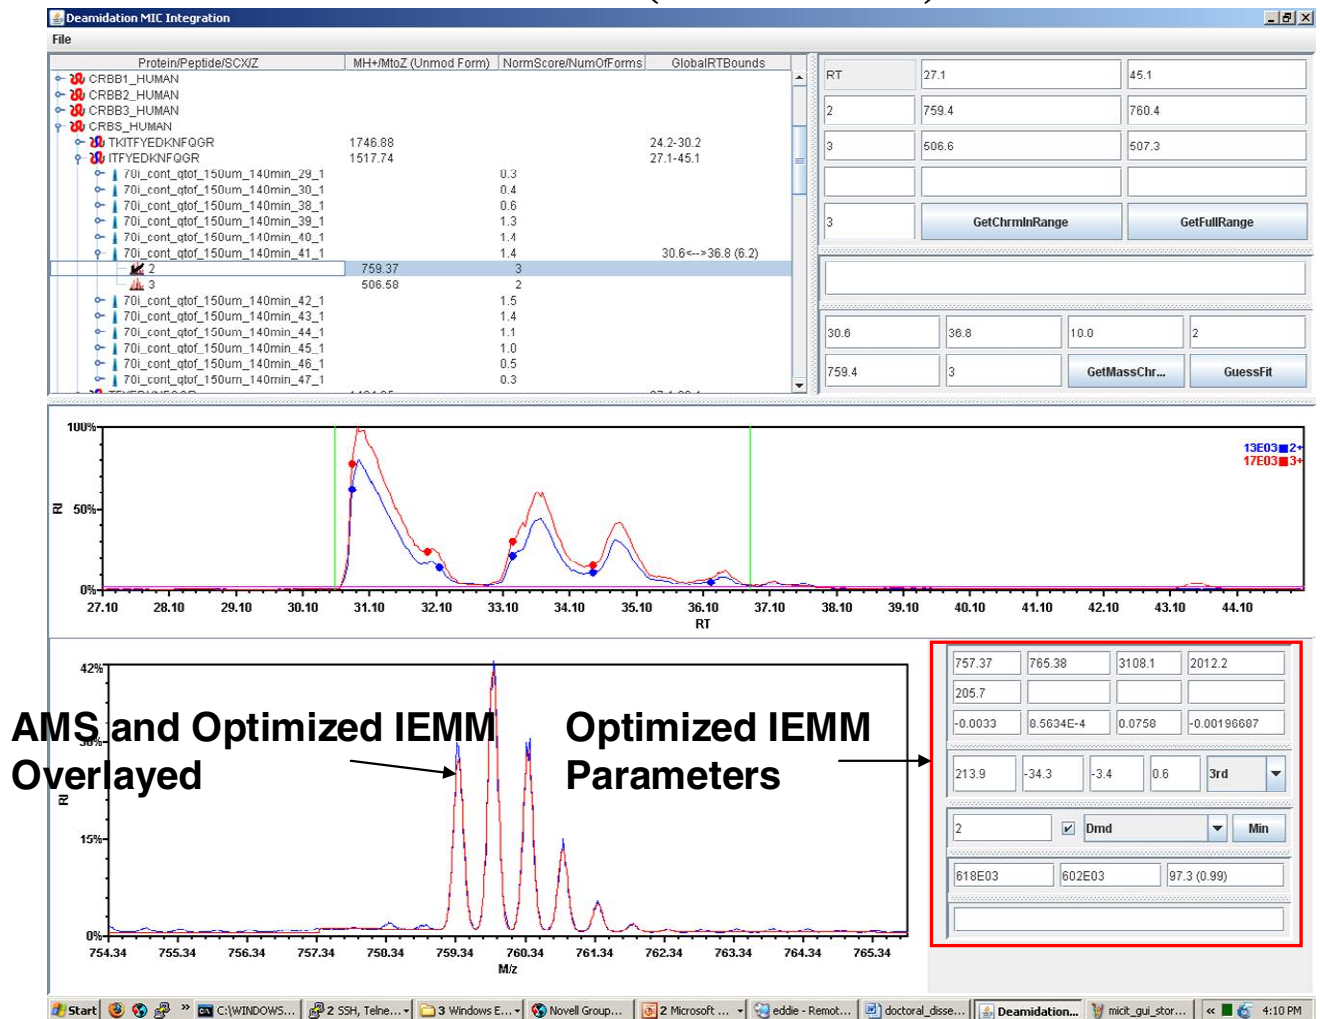 Deamidation MIC Integration
File
Protein/Peptide/SCX/Z MH+/MtoZ (Unmod Form) NormScore/NumOfForms GlobalRTBounds
CRBB1_HUMAN
CRBB2_HUMAN
CRBB3_HUMAN
CRBS_HUMAN
TKITFYEDKNFQGR 1746.88 24.2-30.2
ITFYEDKNFQGR 1517.74 27.1-45.1
70i_cont_qtof_150um_140min_29_1 0.3
70i_cont_qtof_150um_140min_30_1 0.4
70i_cont_qtof_150um_140min_38_1 0.6
70i_cont_qtof_150um_140min_39_1 1.3
70i_cont_qtof_150um_140min_40_1 1.4
70i_cont_qtof_150um_140min_41_1 1.4 30.6<-->36.8 (6.2)
2 759.37 3
3 506.58 2
70i_cont_qtof_150um_140min_42_1 1.5
70i_cont_qtof_150um_140min_43_1 1.4
70i_cont_qtof_150um_140min_44_1 1.1
70i_cont_qtof_150um_140min_45_1 1.0
70i_cont_qtof_150um_140min_46_1 0.5
70i_cont_qtof_150um_140min_47_1 0.3
RT 27.1 45.1
2 759.4 760.4
3 506.6 507.3
3 GetChrmInRange GetFullRange
30.6 36.8 10.0 2
759.4 3 GetMassChr... GuessFit
100%
50%
0%
RI
13E03 2+
17E03 3+
27.10 28.10 29.10 30.10 31.10 32.10 33.10 34.10 35.10 36.10 37.10 38.10 39.10 40.10 41.10 42.10 43.10 44.10
RT
42%
30%
15%
0%
RI
AMS and Optimized IEMM
Overlayed
Optimized IEMM
Parameters
754.34 755.34 756.34 757.34 758.34 759.34 760.34 761.34 762.34 763.34 764.34 765.34
M/z
757.37 765.38 3108.1 2012.2
205.7
-0.0033 8.5634E-4 0.0758 -0.00196687
213.9 -34.3 -3.4 0.6 3rd
2 Dmd Min
618E03 602E03 97.3 (0.99)
Start » C:\WINDOWS... 2 SSH, Telne... 3 Windows E... Novell Group... 2 Microsoft ... eddie - Remot... doctoral_disse... Deamidation... micit_gui_stor... « 4:10 PM